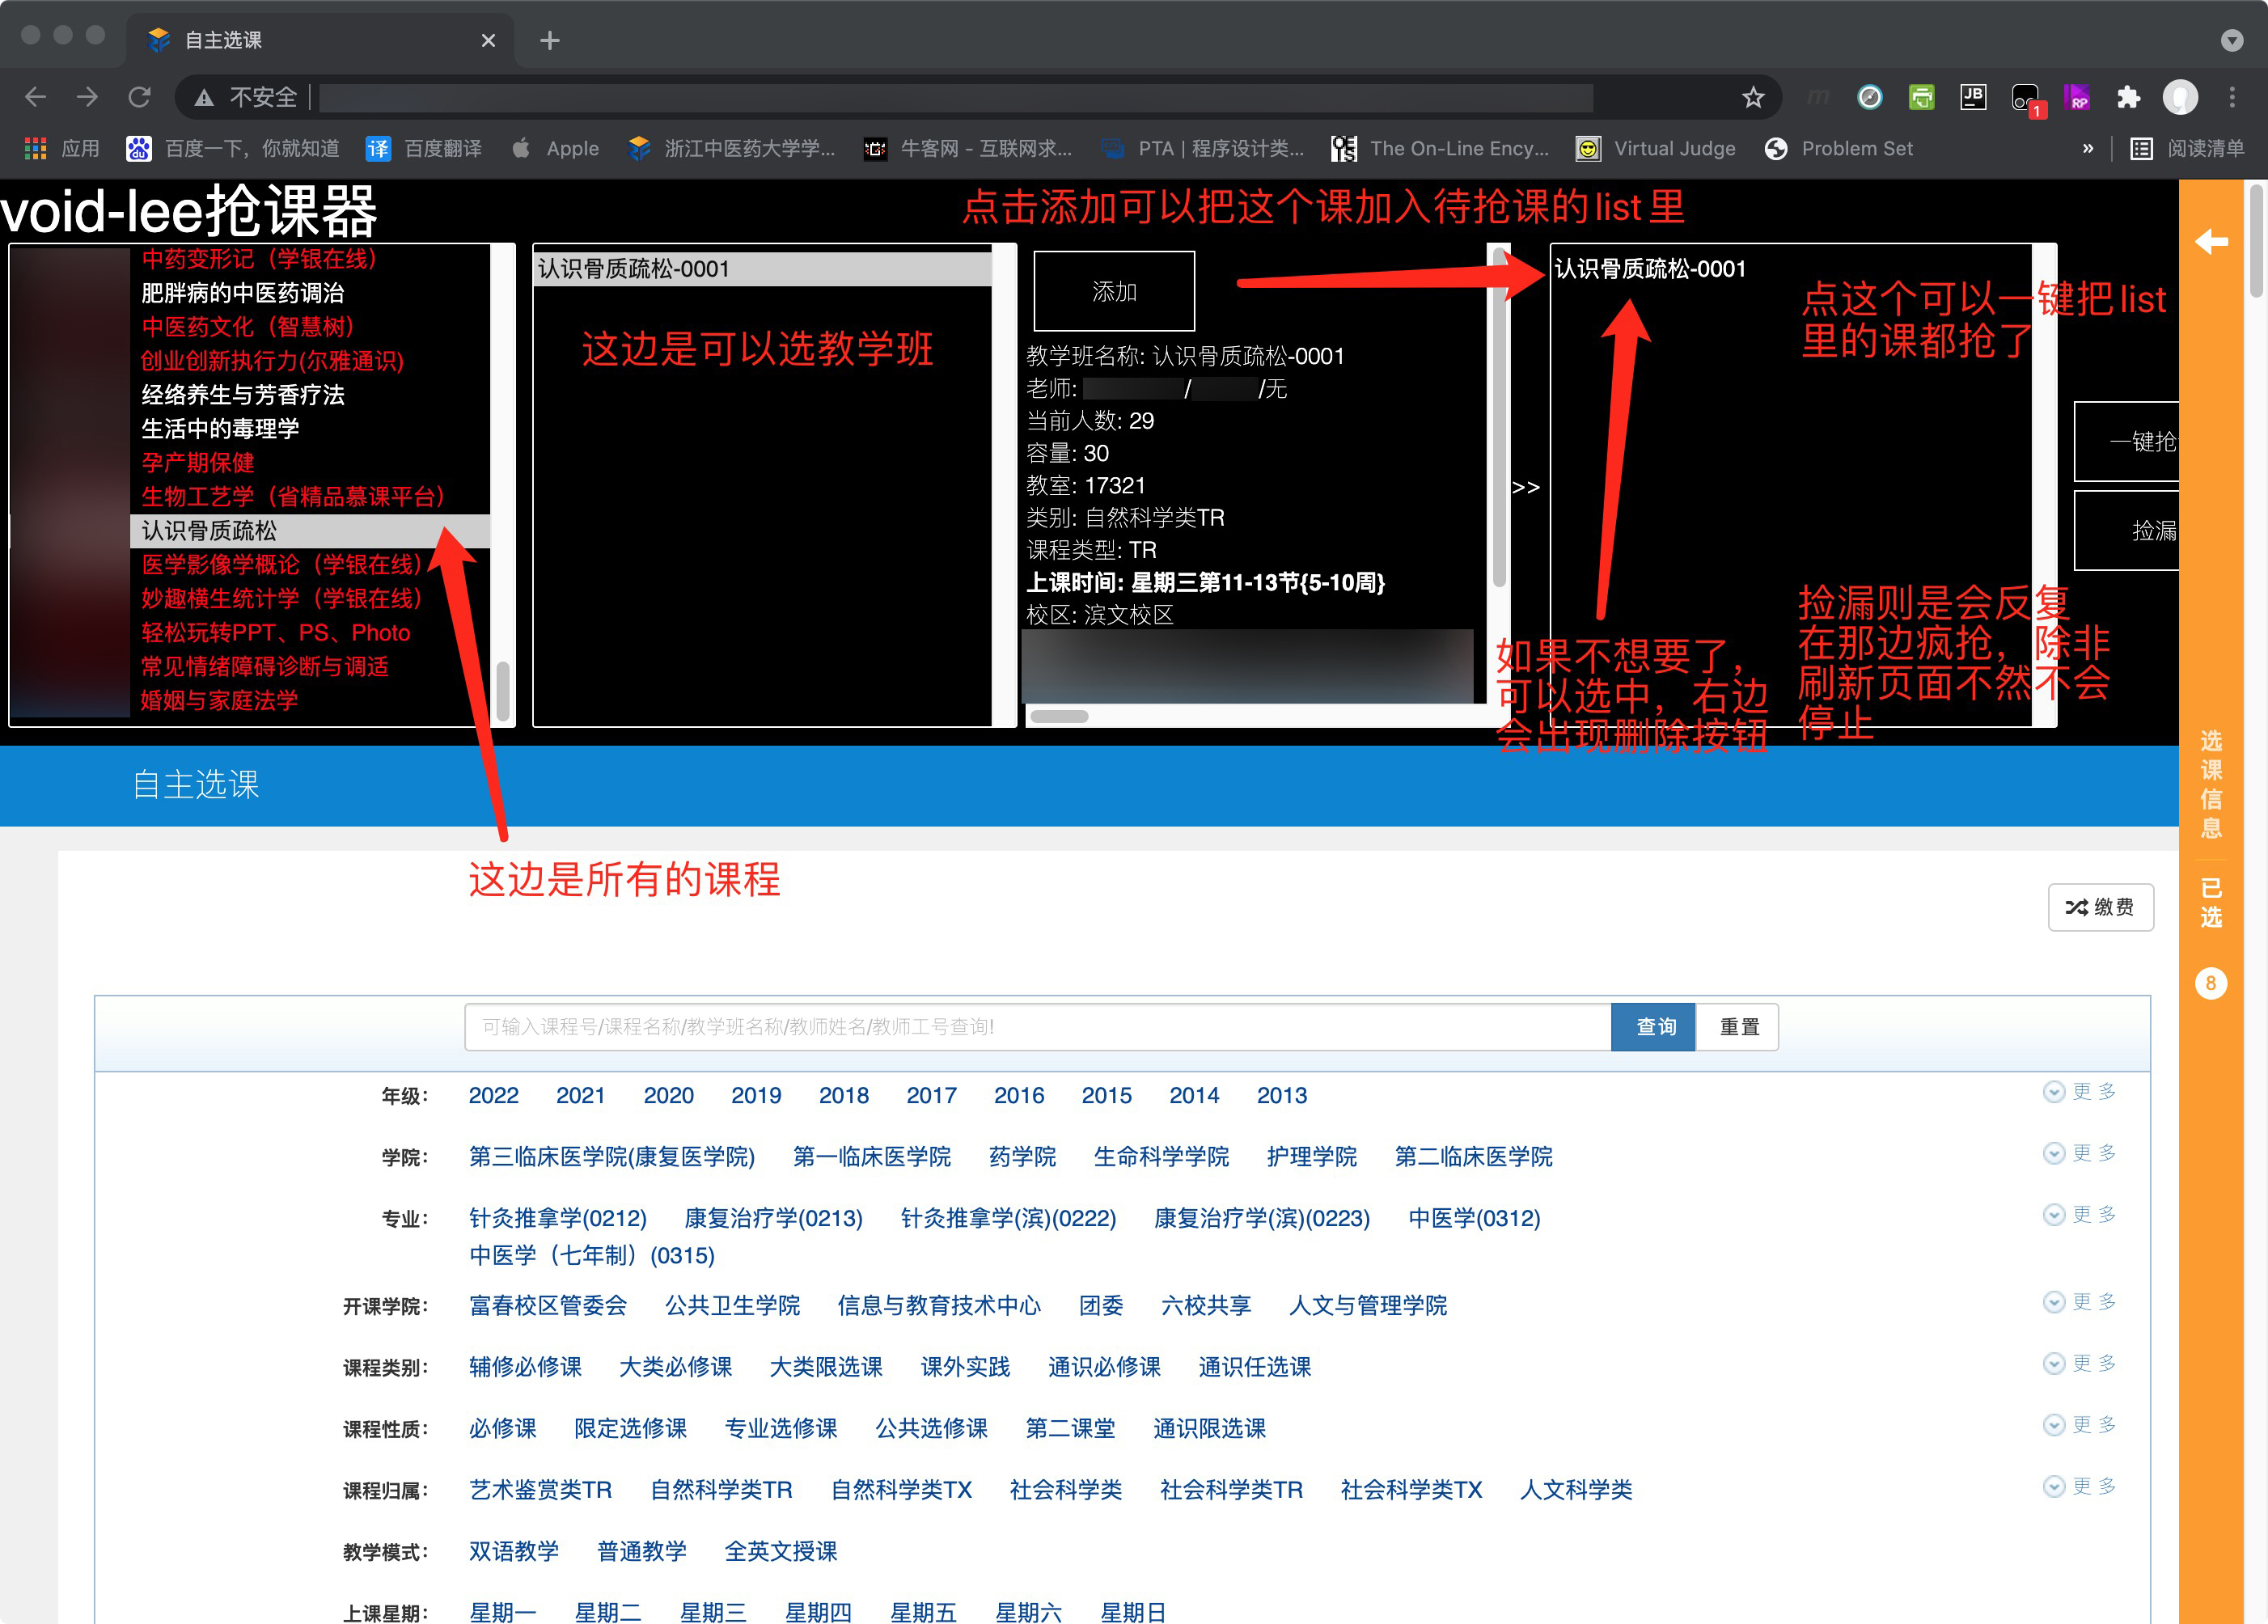 自主选课
不安全
应用
百度一下，你就知道
译
百度翻译
Apple
浙江中医药大学学...
牛客网 - 互联网求...
PTA | 程序设计类...
The On-Line Ency...
Virtual Judge
Problem Set
»
阅读清单
JB
1
RP
void-lee抢课器
点击添加可以把这个课加入待抢课的list里
中药变形记（学银在线）
肥胖病的中医药调治
中医药文化（智慧树）
创业创新执行力(尔雅通识)
经络养生与芳香疗法
生活中的毒理学
孕产期保健
生物工艺学（省精品慕课平台）
认识骨质疏松
医学影像学概论（学银在线）
妙趣横生统计学（学银在线）
轻松玩转PPT、PS、Photo
常见情绪障碍诊断与调适
婚姻与家庭法学
认识骨质疏松-0001
这边是可以选教学班
添加
教学班名称: 认识骨质疏松-0001
老师: / /无
当前人数: 29
容量: 30
教室: 17321
类别: 自然科学类TR
课程类型: TR
上课时间: 星期三第11-13节{5-10周}
校区: 滨文校区
>>
认识骨质疏松-0001
点这个可以一键把list
里的课都抢了
一键抢
捡漏
如果不想要了，
可以选中，右边
会出现删除按钮
捡漏则是会反复
在那边疯抢，除非
刷新页面不然不会
停止
自主选课
这边是所有的课程
选课信息
已选
8
缴费
可输入课程号/课程名称/教学班名称/教师姓名/教师工号查询!
查询
重置
年级: 2022 2021 2020 2019 2018 2017 2016 2015 2014 2013 更多
学院: 第三临床医学院(康复医学院) 第一临床医学院 药学院 生命科学学院 护理学院 第二临床医学院 更多
专业: 针灸推拿学(0212) 康复治疗学(0213) 针灸推拿学(滨)(0222) 康复治疗学(滨)(0223) 中医学(0312) 更多
中医学（七年制）(0315)
开课学院: 富春校区管委会 公共卫生学院 信息与教育技术中心 团委 六校共享 人文与管理学院 更多
课程类别: 辅修必修课 大类必修课 大类限选课 课外实践 通识必修课 通识任选课 更多
课程性质: 必修课 限定选修课 专业选修课 公共选修课 第二课堂 通识限选课 更多
课程归属: 艺术鉴赏类TR 自然科学类TR 自然科学类TX 社会科学类 社会科学类TR 社会科学类TX 人文科学类 更多
教学模式: 双语教学 普通教学 全英文授课
上课星期: 星期一 星期二 星期三 星期四 星期五 星期六 星期日